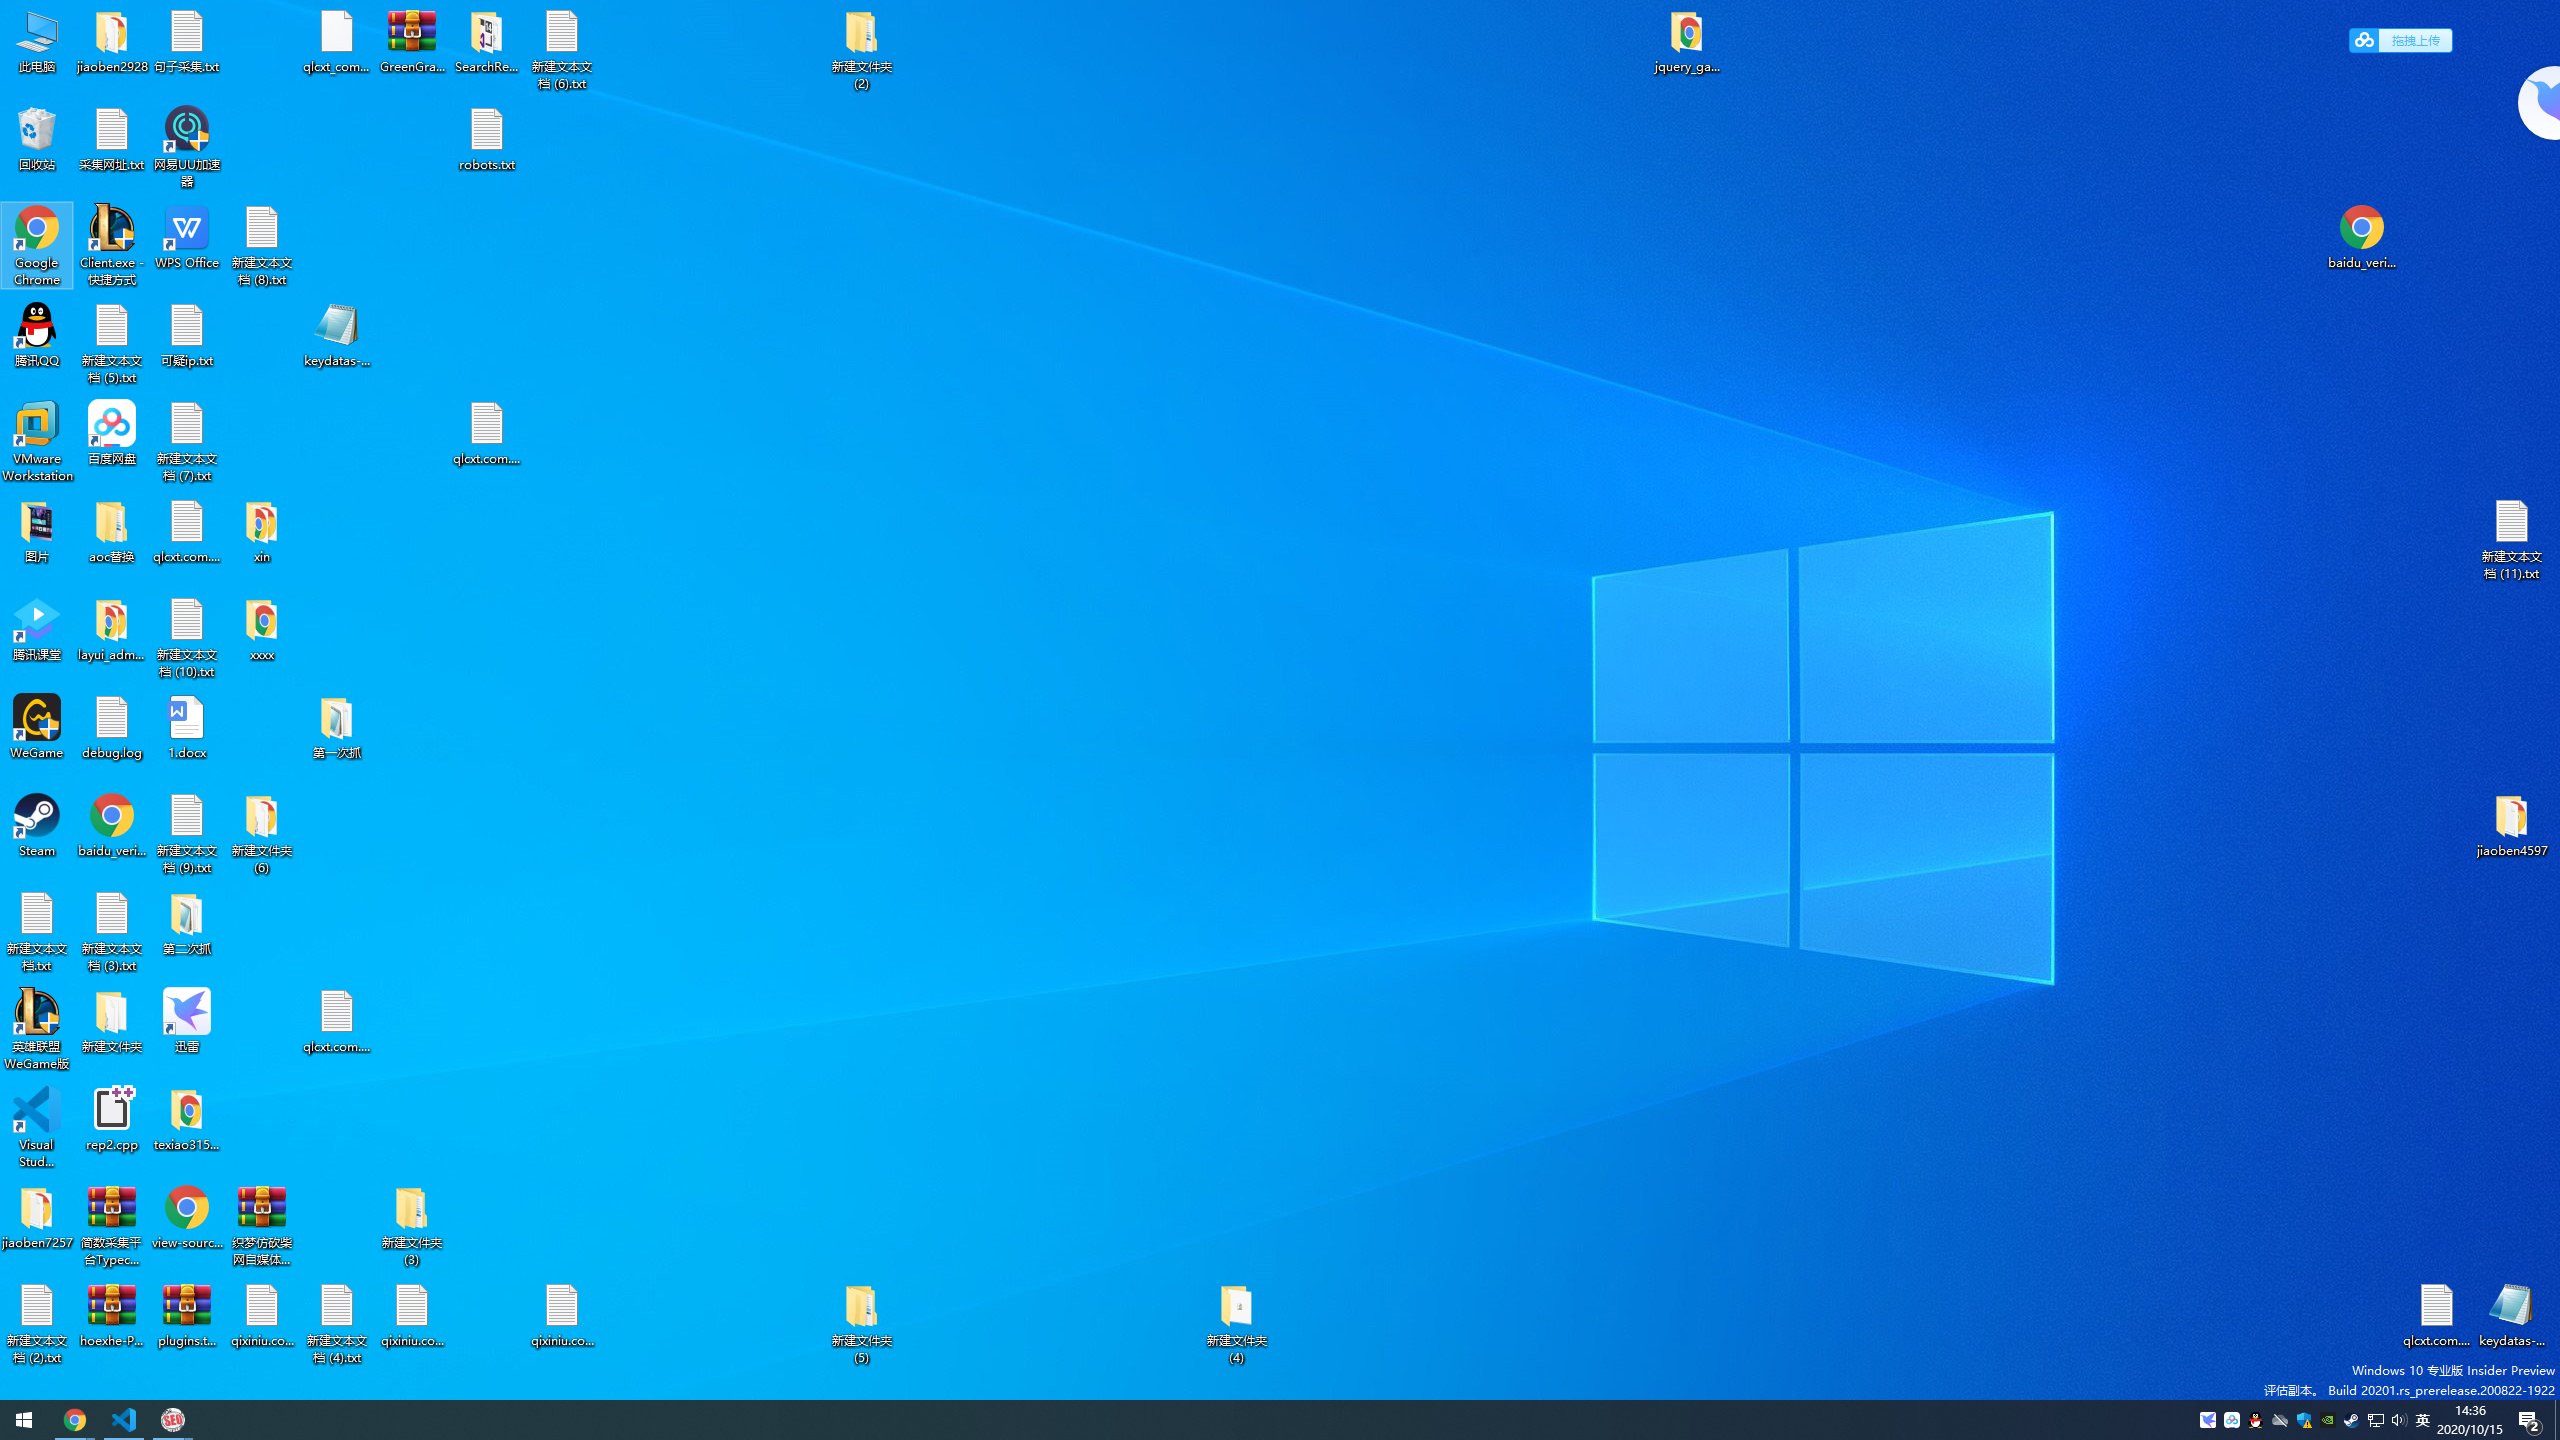 此电脑
jiaoben2928
句子采集.txt
qlcxt_com...
GreenGra...
SearchRe...
新建文本文
档 (6).txt
新建文件夹
(2)
jquery_ga...
拖拽上传
回收站
采集网址.txt
网易UU加速
器
robots.txt
Google
Chrome
Client.exe -
快捷方式
WPS Office
新建文本文
档 (8).txt
baidu_veri...
腾讯QQ
新建文本文
档 (5).txt
可疑ip.txt
keydatas-...
VMware
Workstation
百度网盘
新建文本文
档 (7).txt
qlcxt.com....
图片
aoc替换
qlcxt.com....
xin
新建文本文
档 (11).txt
腾讯课堂
layui_adm...
新建文本文
档 (10).txt
xxxx
WeGame
debug.log
1.docx
第一次抓
Steam
baidu_veri...
新建文本文
档 (9).txt
新建文件夹
(6)
jiaoben4597
新建文本文
档.txt
新建文本文
档 (3).txt
第二次抓
英雄联盟
WeGame版
新建文件夹
迅雷
qlcxt.com....
Visual
Stud...
rep2.cpp
texiao315...
jiaoben7257
简数采集平
台Typec...
view-sourc...
织梦仿砍柴
网自媒体...
新建文件夹
(3)
新建文本文
档 (2).txt
hoexhe-P...
plugins.t...
qixiniu.co...
新建文本文
档 (4).txt
qixiniu.co...
qixiniu.co...
新建文件夹
(5)
新建文件夹
(4)
qlcxt.com....
keydatas-...
Windows 10 专业版 Insider Preview
评估副本。 Build 20201.rs_prerelease.200822-1922
SEO
英
14:36
2020/10/15
2